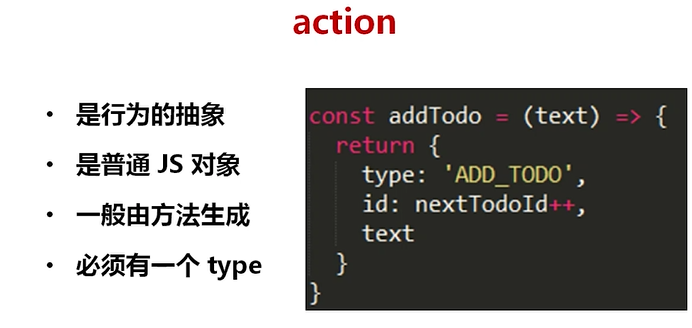 action
• 是行为的抽象
• 是普通 JS 对象
• 一般由方法生成
• 必须有一个 type
const addTodo = (text) => {
  return {
    type: 'ADD_TODO',
    id: nextTodoId++,
    text
  }
}